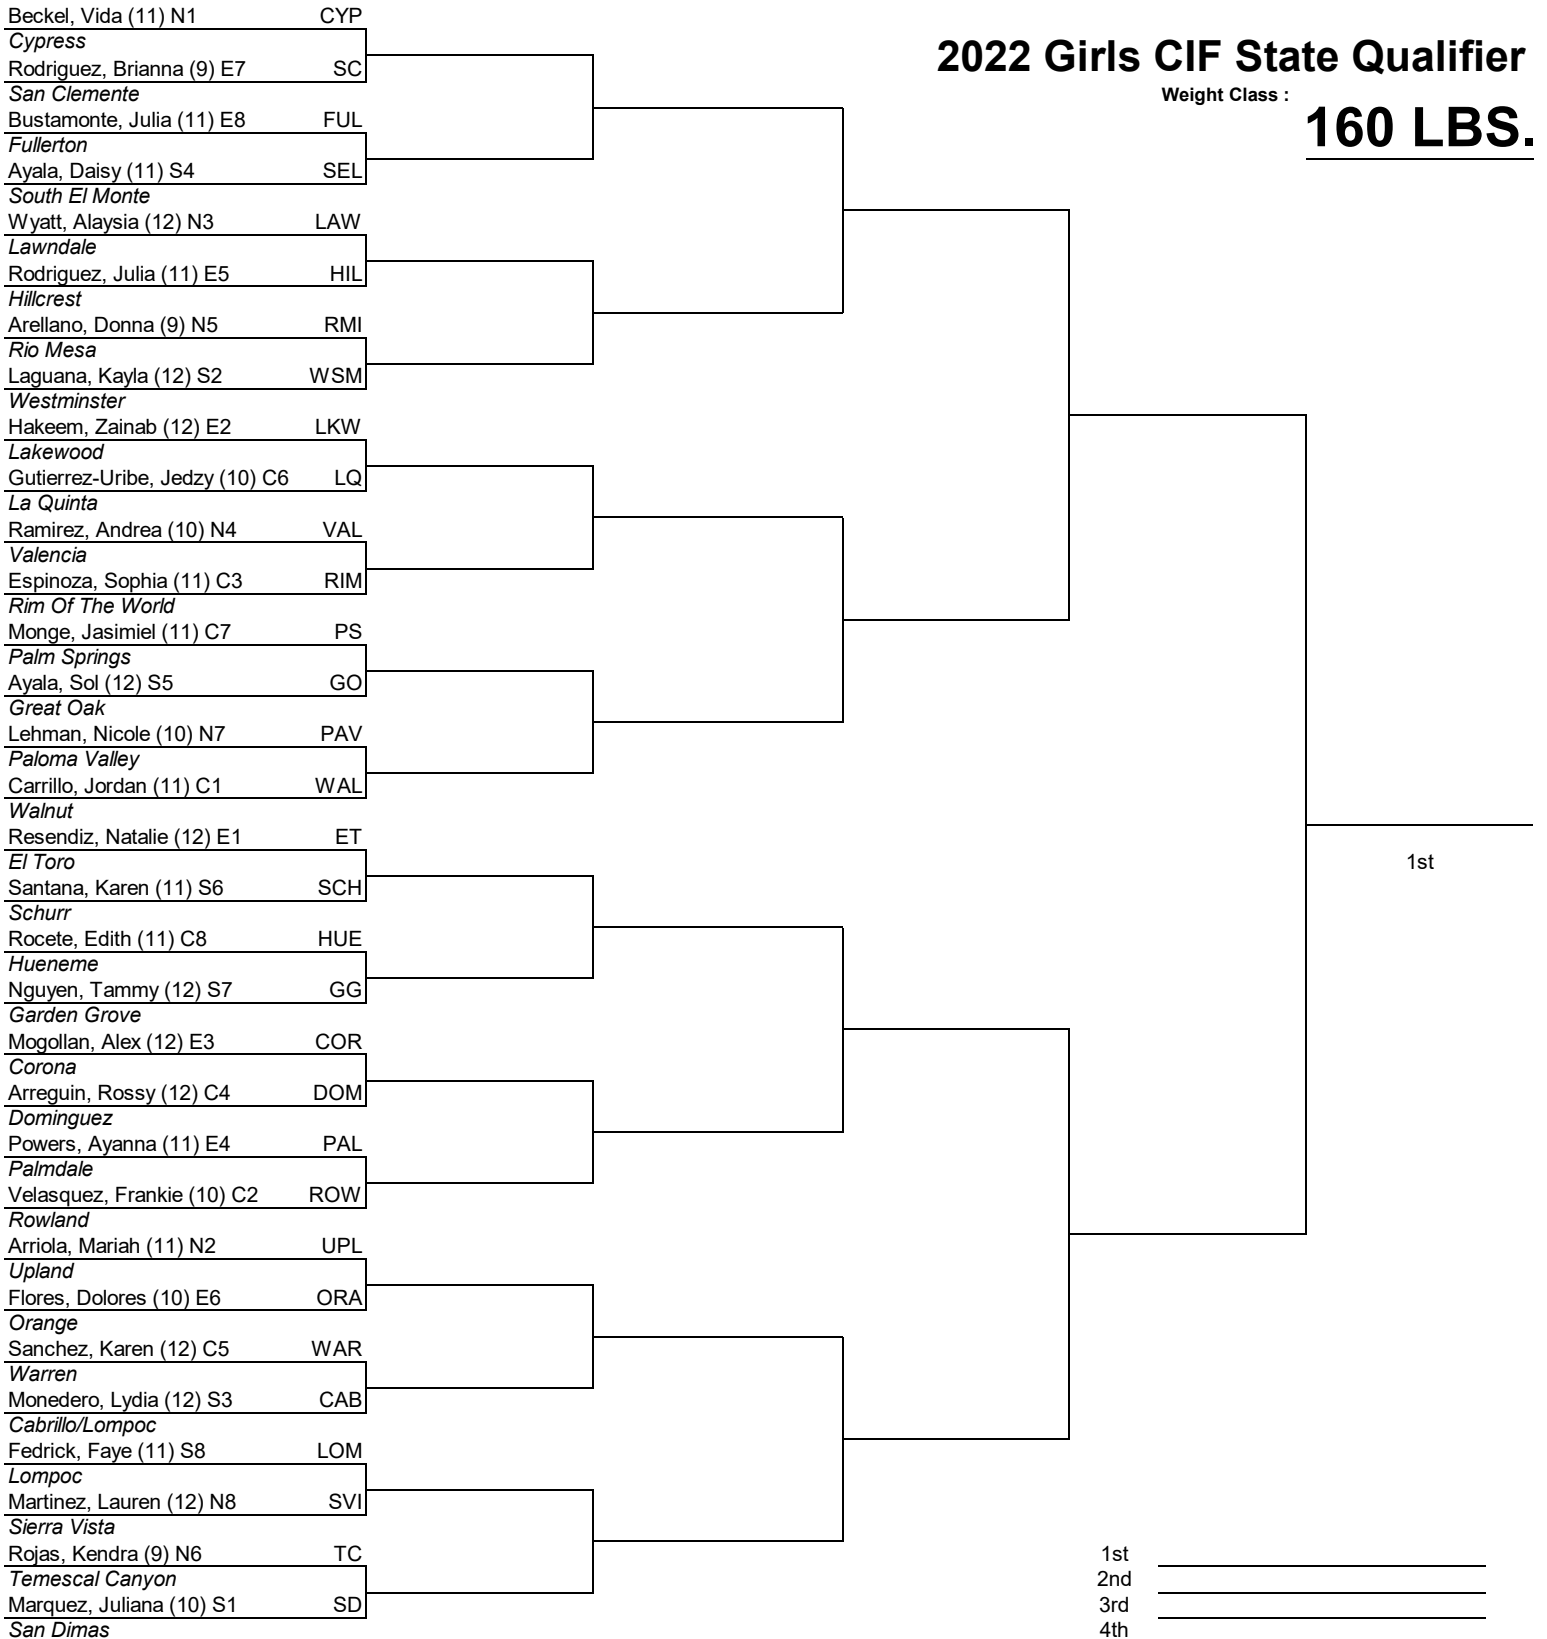 2022 Girls CIF State Qualifier
Weight Class :
160 LBS.
Beckel, Vida (11) N1 CYP
Cypress
Rodriguez, Brianna (9) E7 SC
San Clemente
Bustamonte, Julia (11) E8 FUL
Fullerton
Ayala, Daisy (11) S4 SEL
South El Monte
Wyatt, Alaysia (12) N3 LAW
Lawndale
Rodriguez, Julia (11) E5 HIL
Hillcrest
Arellano, Donna (9) N5 RMI
Rio Mesa
Laguana, Kayla (12) S2 WSM
Westminster
Hakeem, Zainab (12) E2 LKW
Lakewood
Gutierrez-Uribe, Jedzy (10) C6 LQ
La Quinta
Ramirez, Andrea (10) N4 VAL
Valencia
Espinoza, Sophia (11) C3 RIM
Rim Of The World
Monge, Jasimiel (11) C7 PS
Palm Springs
Ayala, Sol (12) S5 GO
Great Oak
Lehman, Nicole (10) N7 PAV
Paloma Valley
Carrillo, Jordan (11) C1 WAL
Walnut
Resendiz, Natalie (12) E1 ET
El Toro
Santana, Karen (11) S6 SCH
Schurr
Rocete, Edith (11) C8 HUE
Hueneme
Nguyen, Tammy (12) S7 GG
Garden Grove
Mogollan, Alex (12) E3 COR
Corona
Arreguin, Rossy (12) C4 DOM
Dominguez
Powers, Ayanna (11) E4 PAL
Palmdale
Velasquez, Frankie (10) C2 ROW
Rowland
Arriola, Mariah (11) N2 UPL
Upland
Flores, Dolores (10) E6 ORA
Orange
Sanchez, Karen (12) C5 WAR
Warren
Monedero, Lydia (12) S3 CAB
Cabrillo/Lompoc
Fedrick, Faye (11) S8 LOM
Lompoc
Martinez, Lauren (12) N8 SVI
Sierra Vista
Rojas, Kendra (9) N6 TC
Temescal Canyon
Marquez, Juliana (10) S1 SD
San Dimas
1st
1st
2nd
3rd
4th